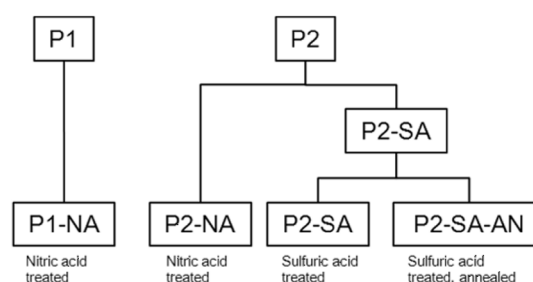 P1
P2
P2-SA
P1-NA
P2-NA
P2-SA
P2-SA-AN
Nitric acid
treated
Nitric acid
treated
Sulfuric acid
treated
Sulfuric acid
treated, annealed